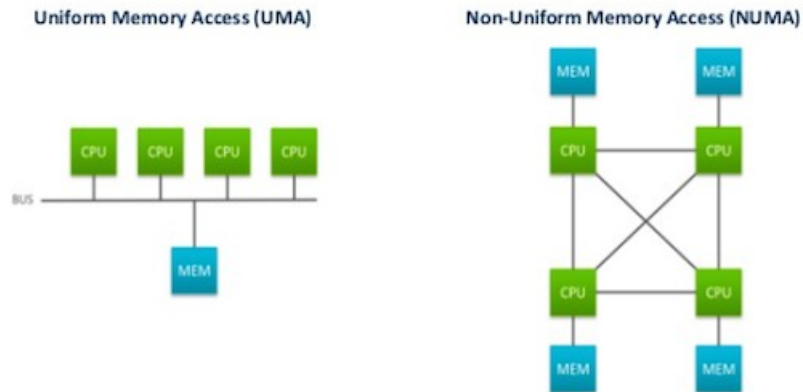 Uniform Memory Access (UMA)
Non-Uniform Memory Access (NUMA)
MEM MEM
CPU CPU CPU CPU
CPU CPU
BUS
MEM
CPU CPU
MEM MEM